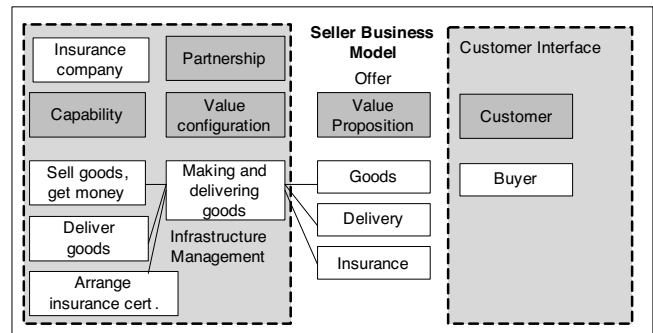 Seller Business
Model
Insurance
company
Partnership
Offer
Customer Interface
Capability
Value
configuration
Value
Proposition
Customer
Sell goods,
get money
Making and
delivering
goods
Goods
Buyer
Deliver
goods
Delivery
Infrastructure
Management
Insurance
Arrange
insurance cert .